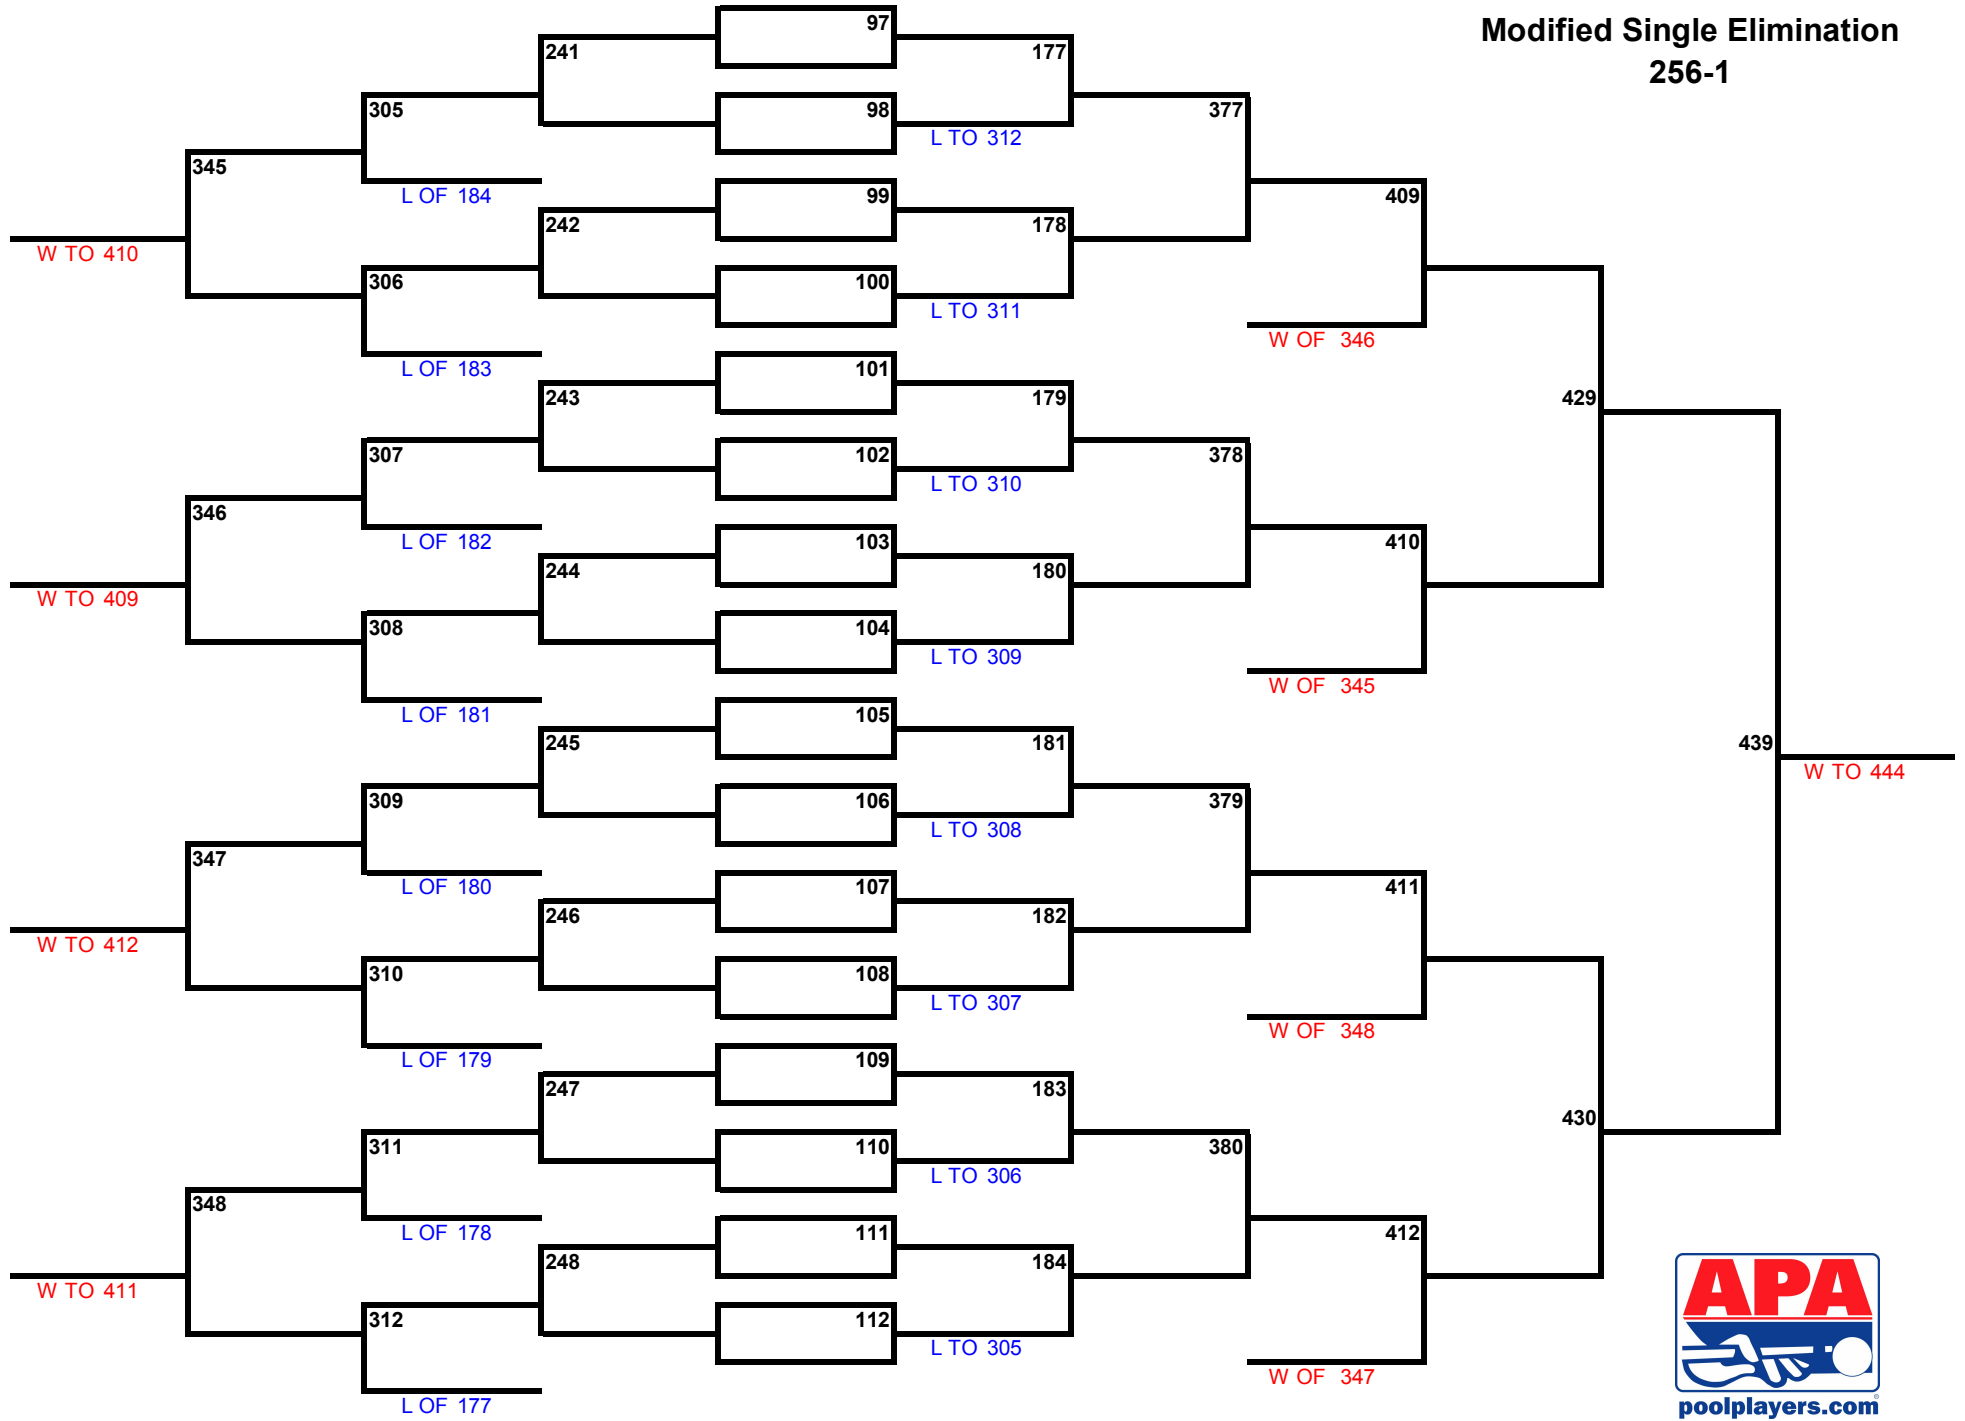 Modified Single Elimination
256-1
97
241
177
305
98
377
L TO 312
345
L OF 184
99
409
242
178
W TO 410
306
100
L TO 311
W OF 346
L OF 183
101
243
179
429
307
102
378
L TO 310
346
L OF 182
103
410
244
180
W TO 409
308
104
L TO 309
W OF 345
L OF 181
105
245
181
439
W TO 444
309
106
379
L TO 308
347
L OF 180
107
411
246
182
W TO 412
310
108
L TO 307
W OF 348
L OF 179
109
247
183
430
311
110
380
L TO 306
348
L OF 178
111
412
248
184
W TO 411
312
112
L TO 305
W OF 347
L OF 177
APA
poolplayers.com